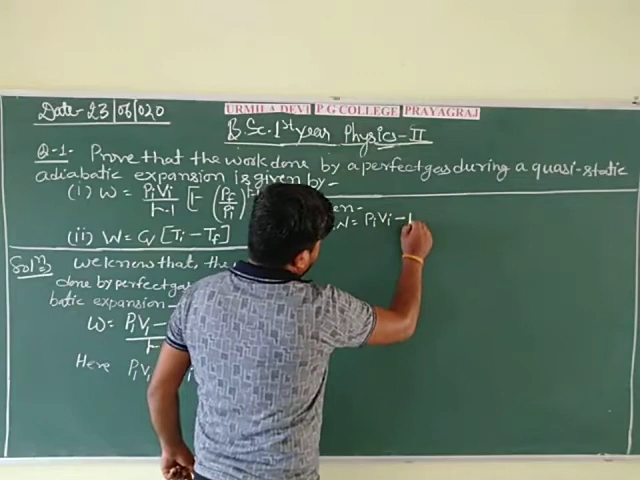 Date-23/06/020
URMILA DEVI P G COLLEGE PRAYAGRAJ
B.Sc. 1st year Physics-II
Q-1- Prove that the work done by a perfect gas during a quasi-static
adiabatic expansion is given by-
(i) W = PiVi/r-1 [1- (Pf/Pi)
(ii) W = Cv [Ti - Tf]
Soln⇒ We know that, the
done by perfect gas
batic expansion-
W = PiVi -
Here PiVi
W = PiVi -